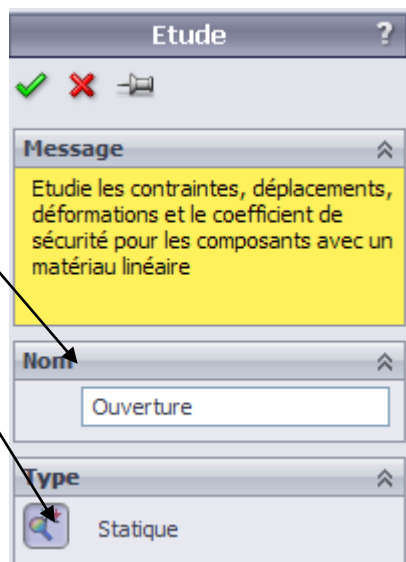 Etude ?
Message
Etudie les contraintes, déplacements,
déformations et le coefficient de
sécurité pour les composants avec un
matériau linéaire
Nom
Ouverture
Type
Statique